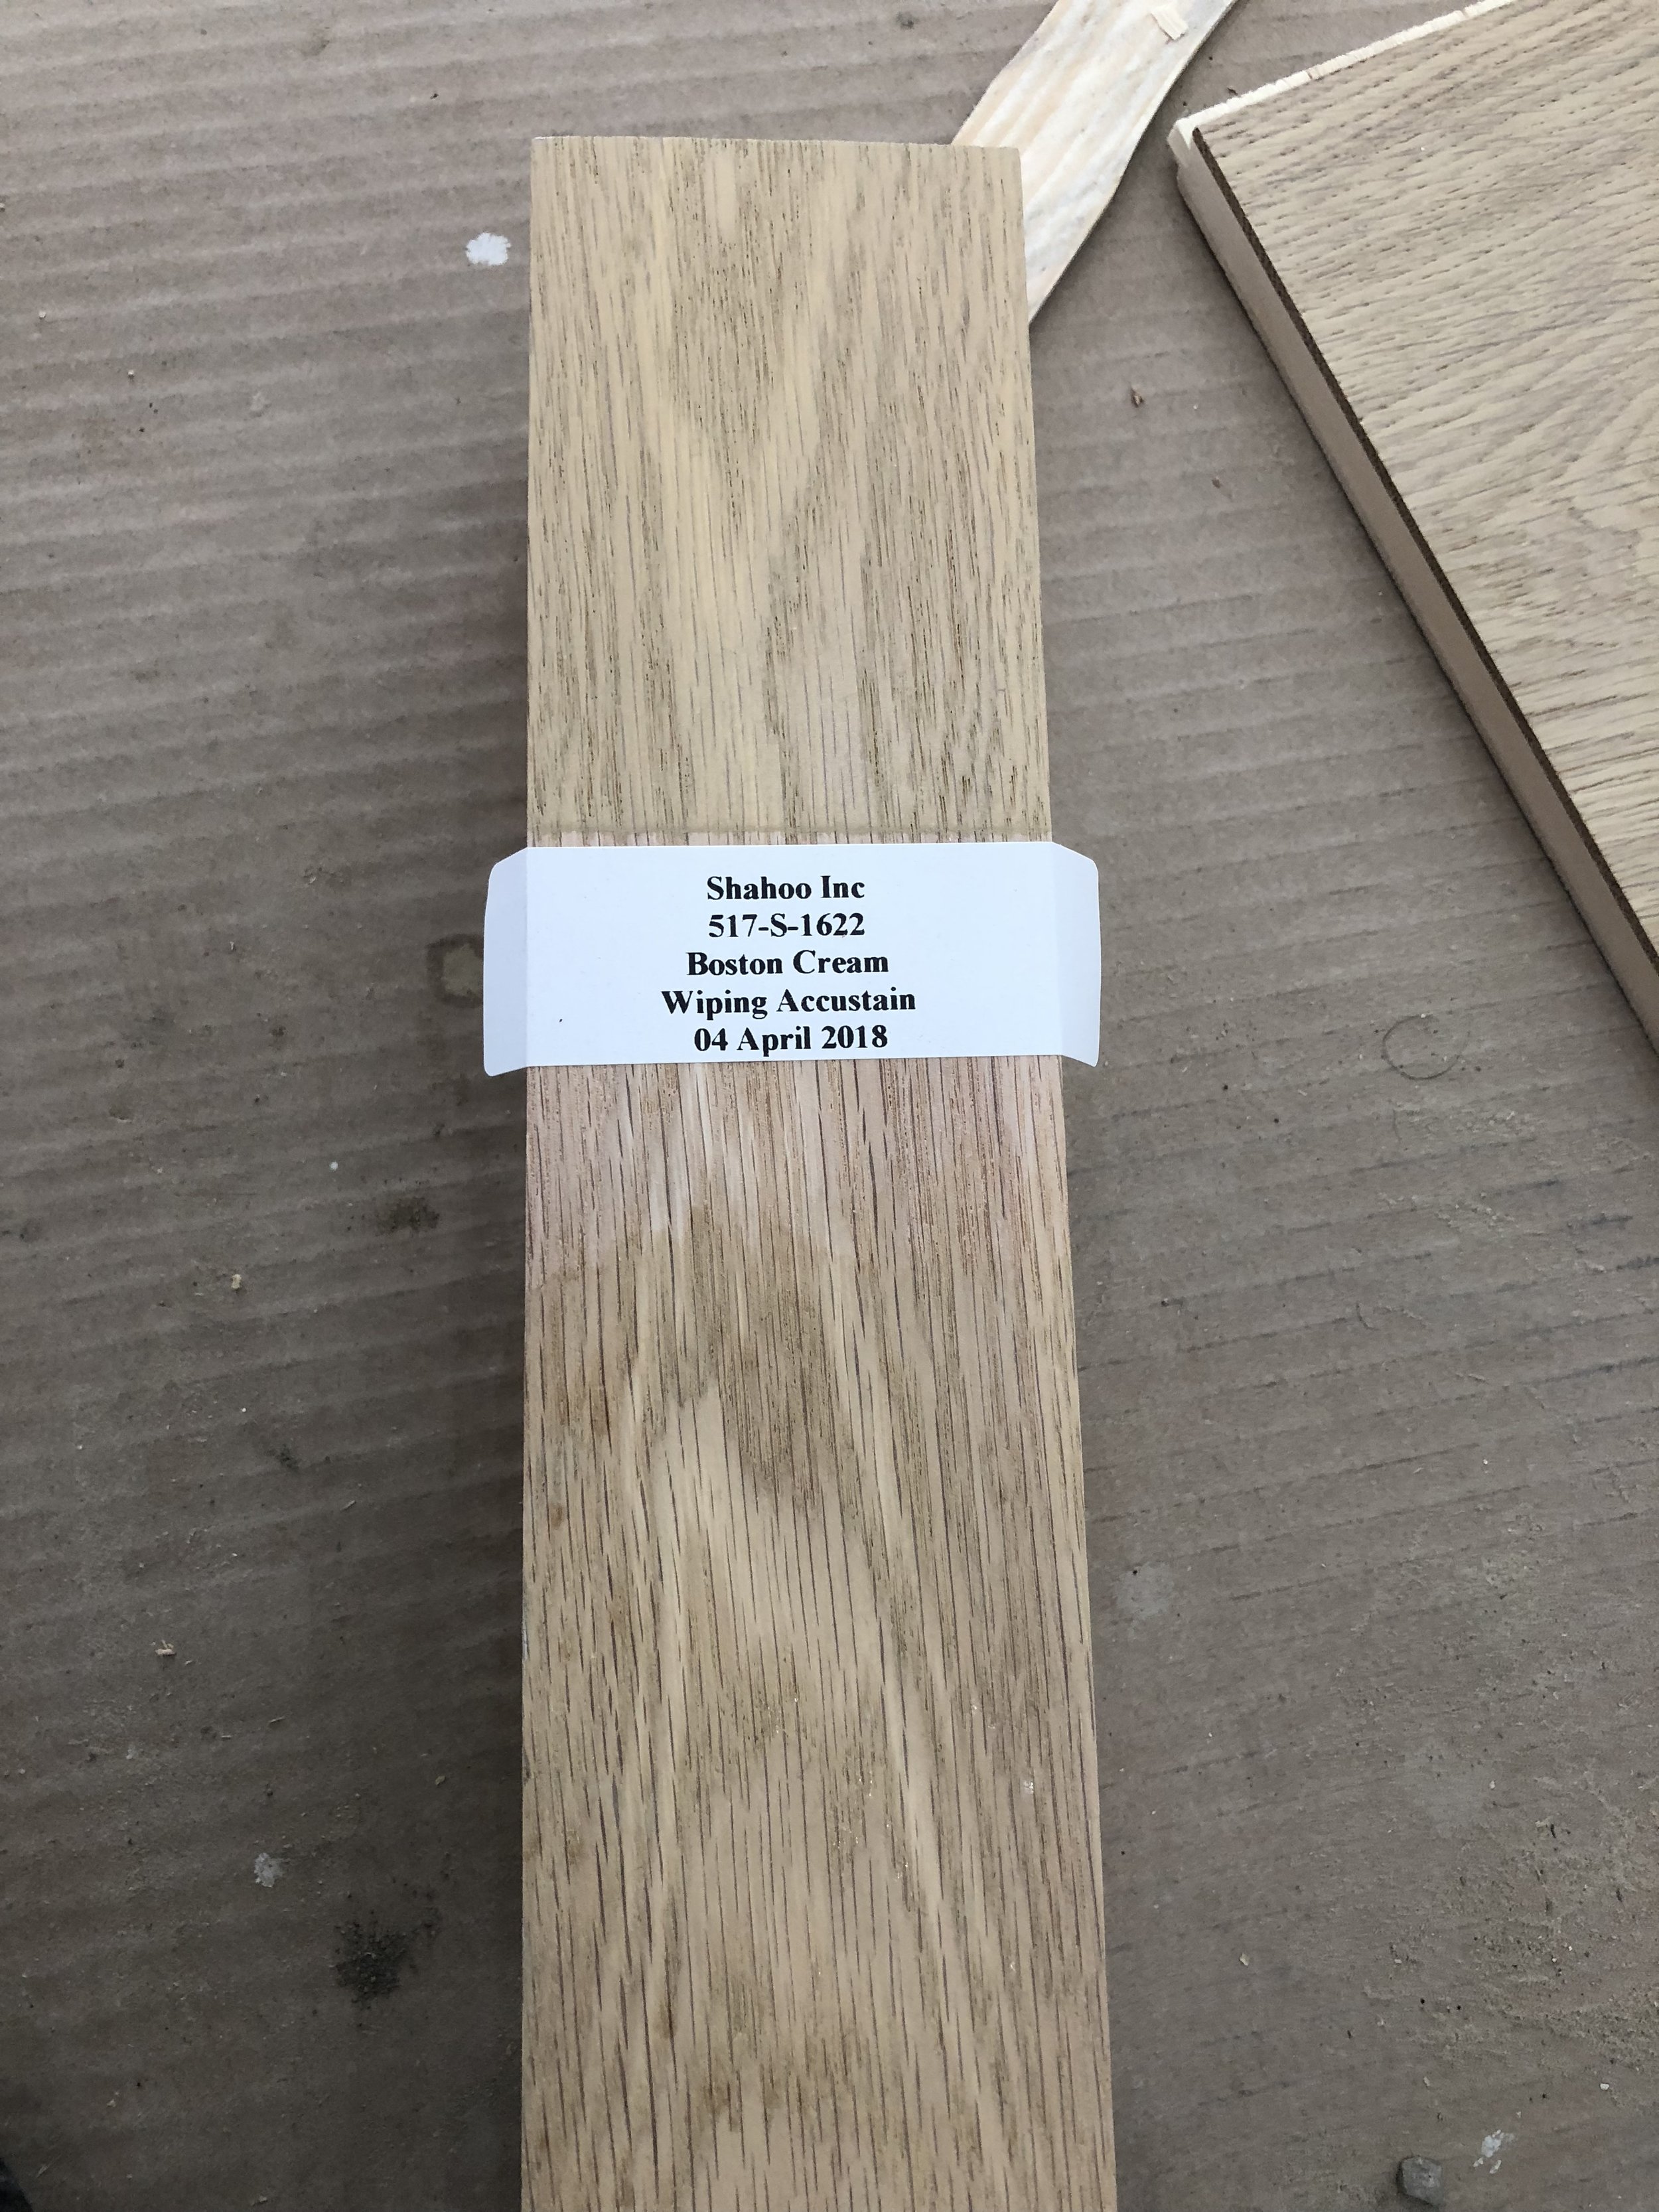 Shahoo Inc
517-S-1622
Boston Cream
Wiping Accustain
04 April 2018